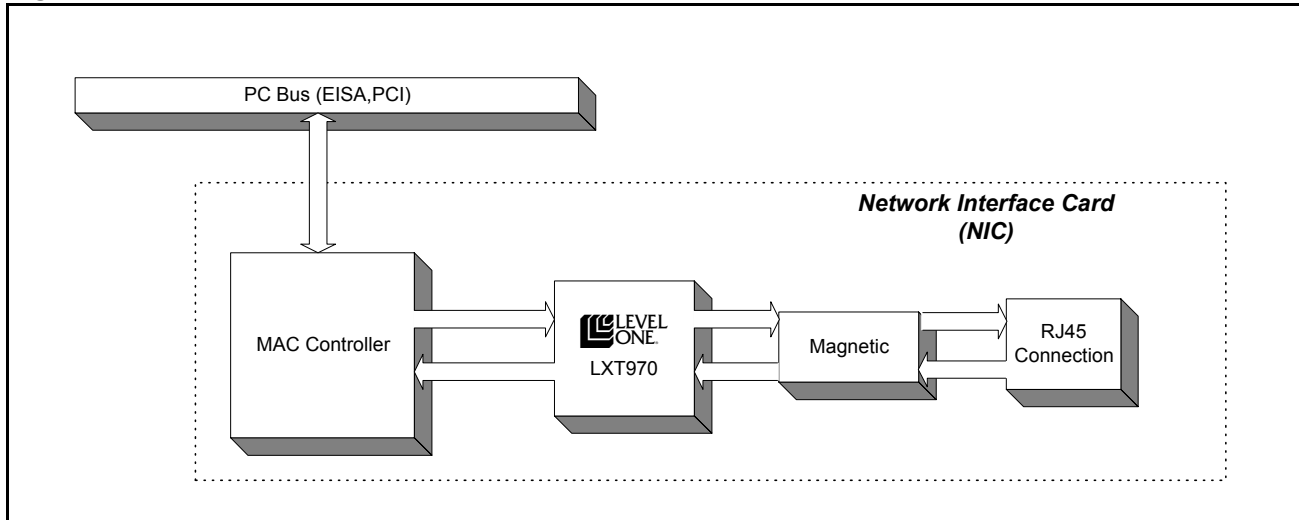 PC Bus (EISA,PCI)
Network Interface Card
(NIC)
MAC Controller
LEVEL
ONE.
LXT970
Magnetic
RJ45
Connection